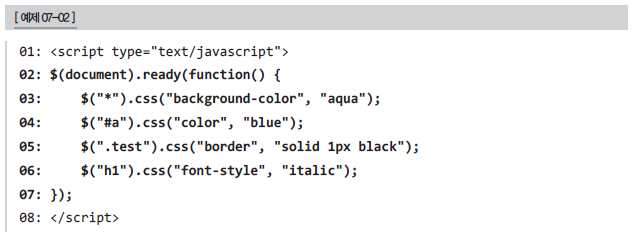 [ 예제 07-02 ]
01: <script type="text/javascript">
02: $(document).ready(function() {
03:     $("*").css("background-color", "aqua");
04:     $("#a").css("color", "blue");
05:     $(".test").css("border", "solid 1px black");
06:     $("h1").css("font-style", "italic");
07: });
08: </script>